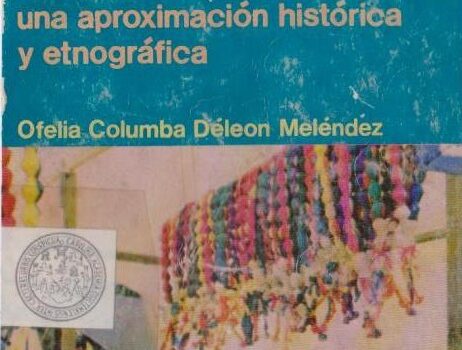 una aproximación histórica
y etnográfica
Ofelia Columba Déleon Meléndez